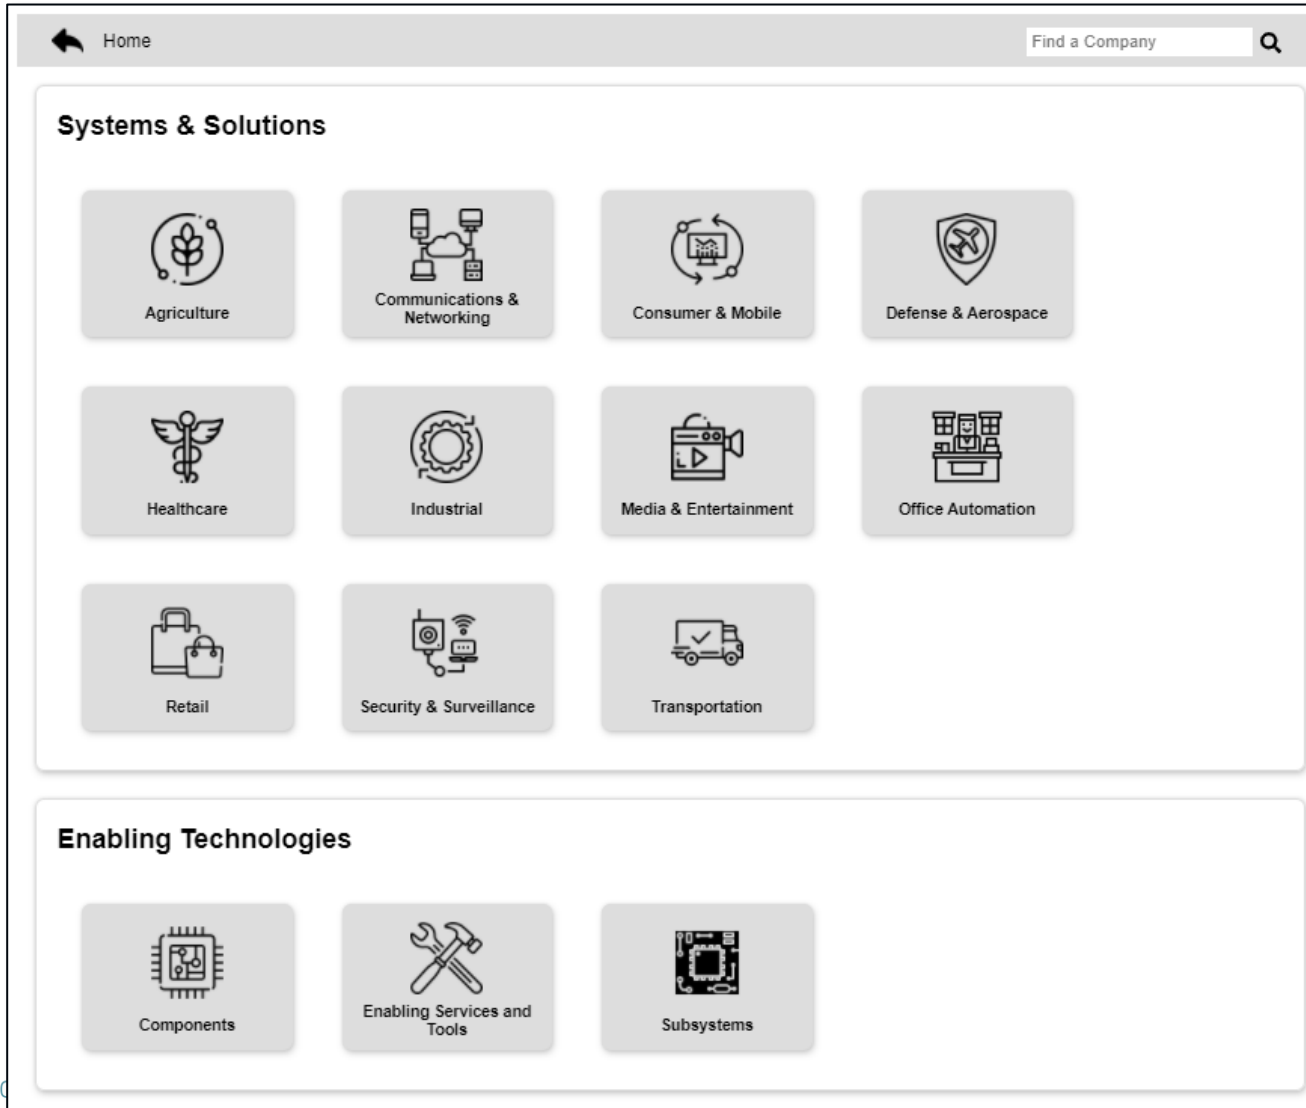 Home
Find a Company
Systems & Solutions
Agriculture
Communications &
Networking
Consumer & Mobile
Defense & Aerospace
Healthcare
Industrial
Media & Entertainment
Office Automation
Retail
Security & Surveillance
Transportation
Enabling Technologies
Components
Enabling Services and
Tools
Subsystems